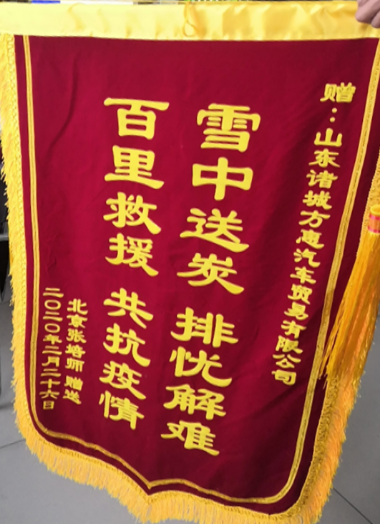 赠：山东诸城方惠汽车贸易有限公司
雪中送炭 排忧解难
百里救援 共抗疫情
北京张培师 赠送
二〇二〇年二月二十六日